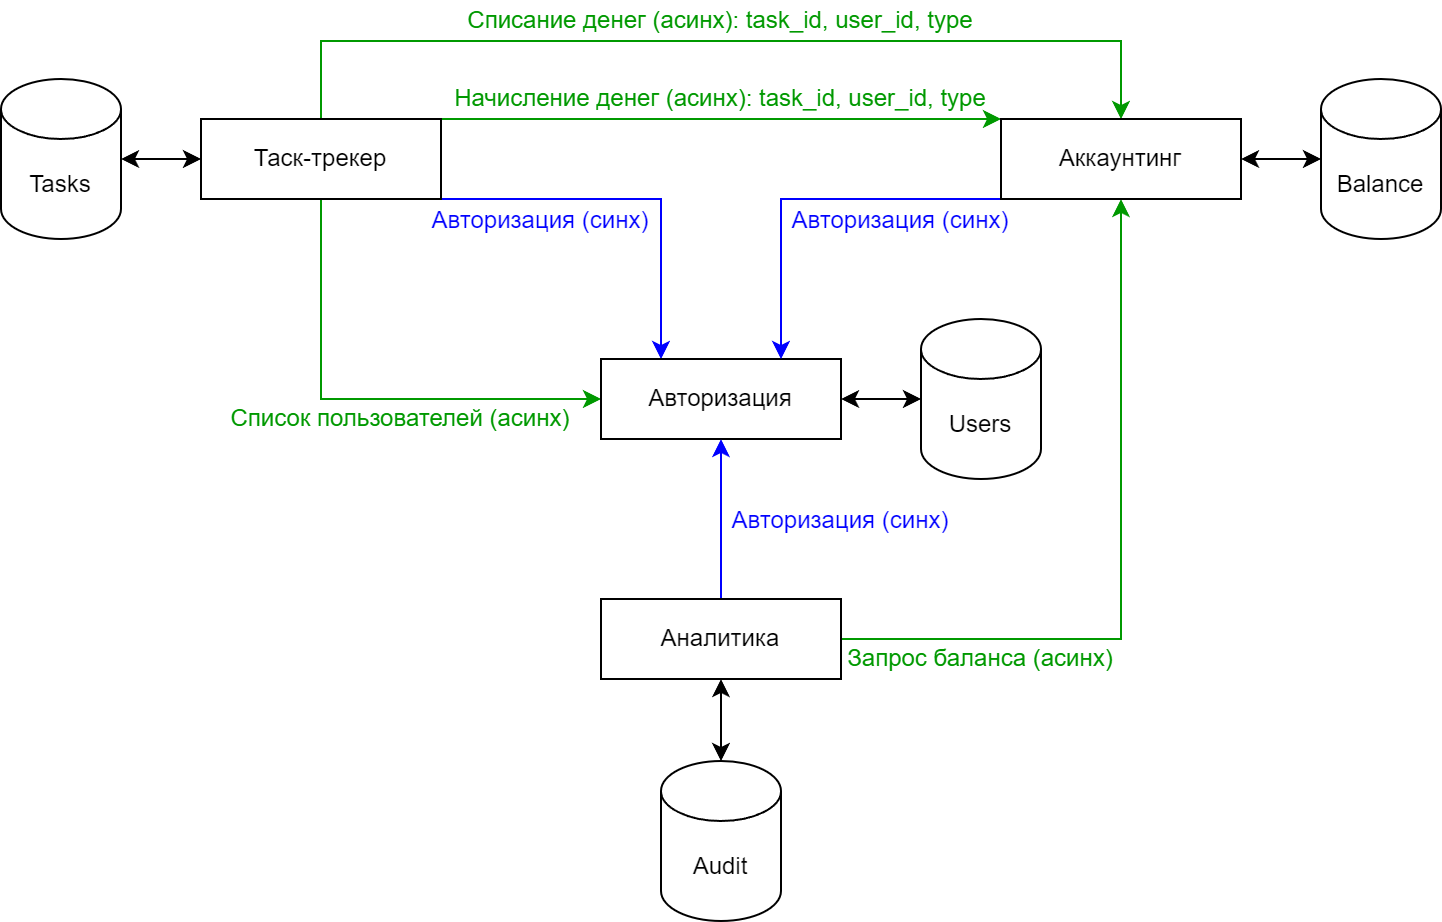 Списание денег (асинх): task_id, user_id, type
Начисление денег (асинх): task_id, user_id, type
Tasks
Таск-трекер
Аккаунтинг
Balance
Авторизация (синх)
Авторизация (синх)
Авторизация
Users
Список пользователей (асинх)
Авторизация (синх)
Аналитика
Запрос баланса (асинх)
Audit